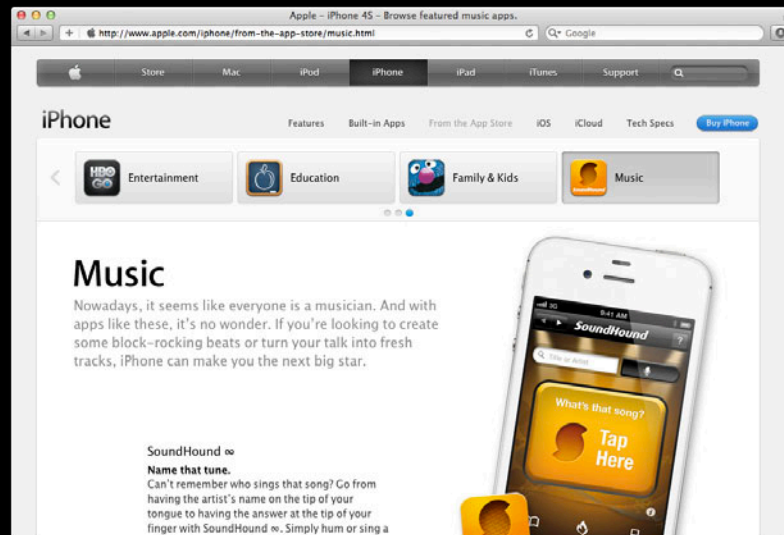 Apple – iPhone 4S – Browse featured music apps.
http://www.apple.com/iphone/from-the-app-store/music.html
Google
Store Mac iPod iPhone iPad iTunes Support
iPhone
Features Built-in Apps From the App Store iOS iCloud Tech Specs Buy iPhone
HBO GO Entertainment Education Family & Kids SoundHound Music
Music
Nowadays, it seems like everyone is a musician. And with
apps like these, it's no wonder. If you're looking to create
some block-rocking beats or turn your talk into fresh
tracks, iPhone can make you the next big star.
3G 9:41 AM
SoundHound ?
Title or Artist
What's that song?
Tap
Here
SoundHound ∞
Name that tune.
Can't remember who sings that song? Go from
having the artist's name on the tip of your
tongue to having the answer at the tip of your
finger with SoundHound ∞. Simply hum or sing a